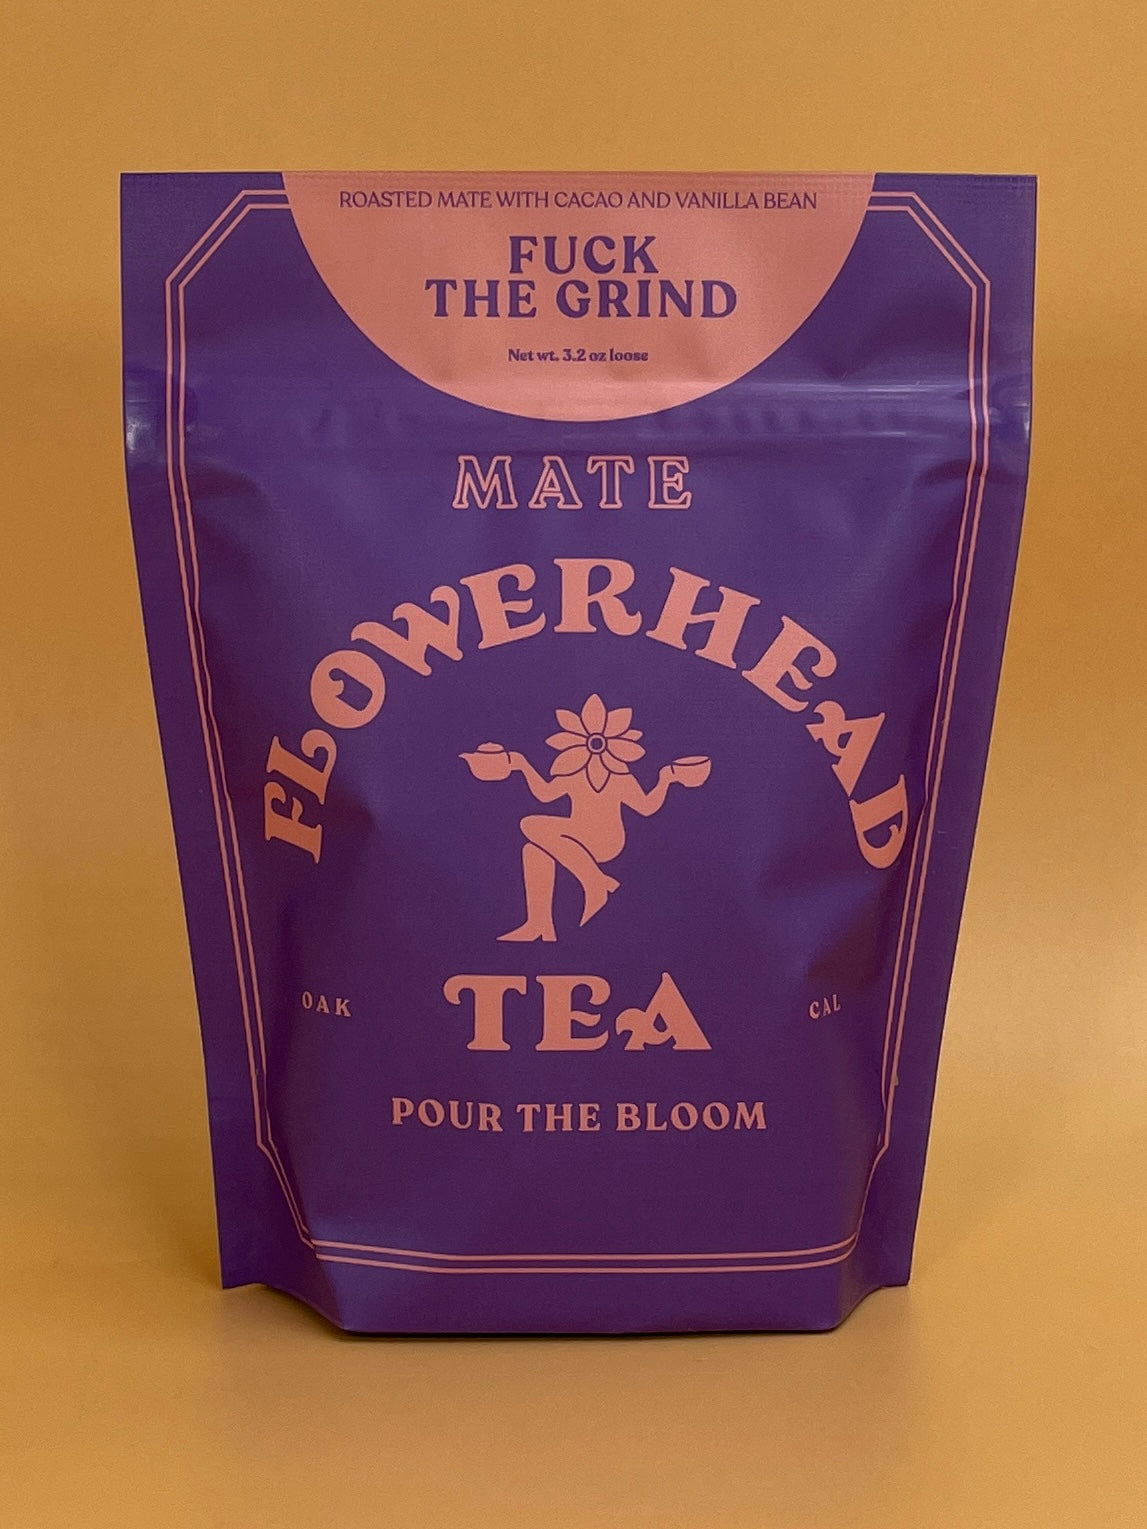 ROASTED MATE WITH CACAO AND VANILLA BEAN
FUCK
THE GRIND
Net wt. 3.2 oz loose
MATE
FLOWERHEAD
TEA
OAK
CAL
POUR THE BLOOM